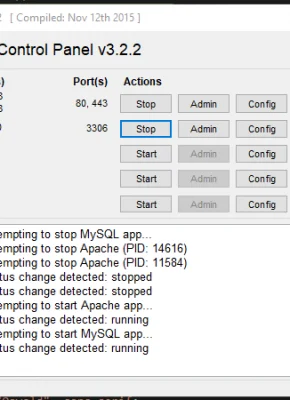 2 [ Compiled: Nov 12th 2015 ]
Control Panel v3.2.2
s) Port(s) Actions
3
3 80, 443 Stop Admin Config
0 3306 Stop Admin Config
Start Admin Config
Start Admin Config
Start Admin Config
empting to stop MySQL app...
empting to stop Apache (PID: 14616)
empting to stop Apache (PID: 11584)
tus change detected: stopped
tus change detected: stopped
empting to start Apache app...
tus change detected: running
empting to start MySQL app...
tus change detected: running